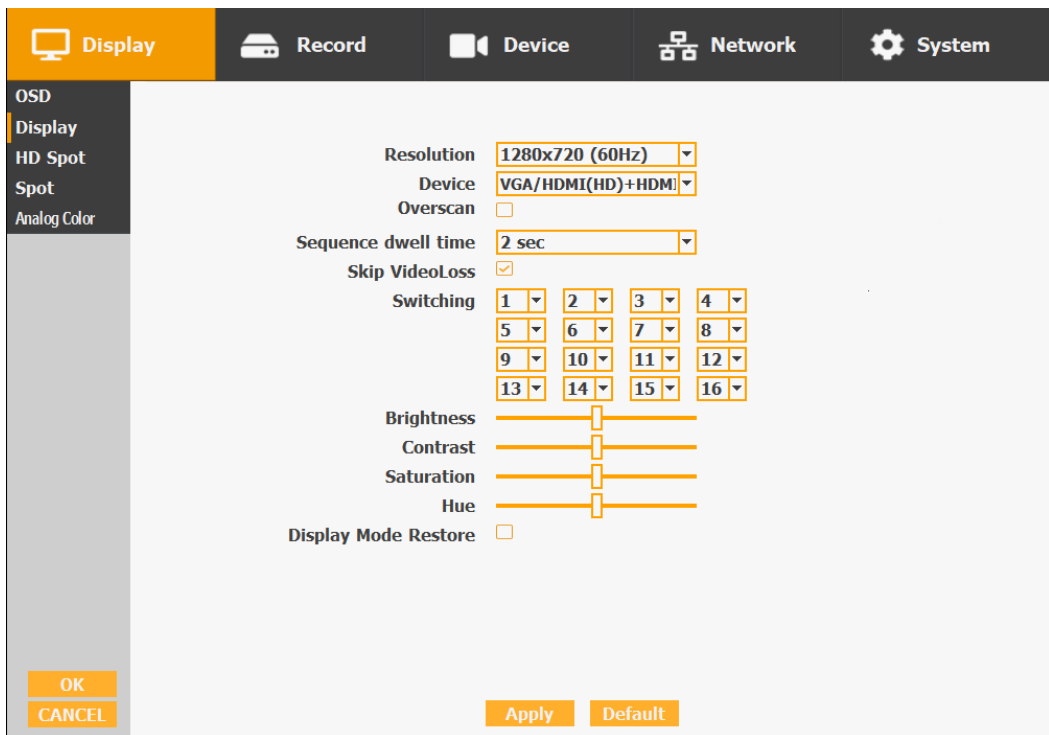 Display Record Device Network System
OSD
Display
HD Spot
Spot
Analog Color
Resolution 1280x720 (60Hz)
Device VGA/HDMI(HD)+HDMI
Overscan
Sequence dwell time 2 sec
Skip VideoLoss
Switching 1 2 3 4
5 6 7 8
9 10 11 12
13 14 15 16
Brightness
Contrast
Saturation
Hue
Display Mode Restore
OK
CANCEL
Apply Default